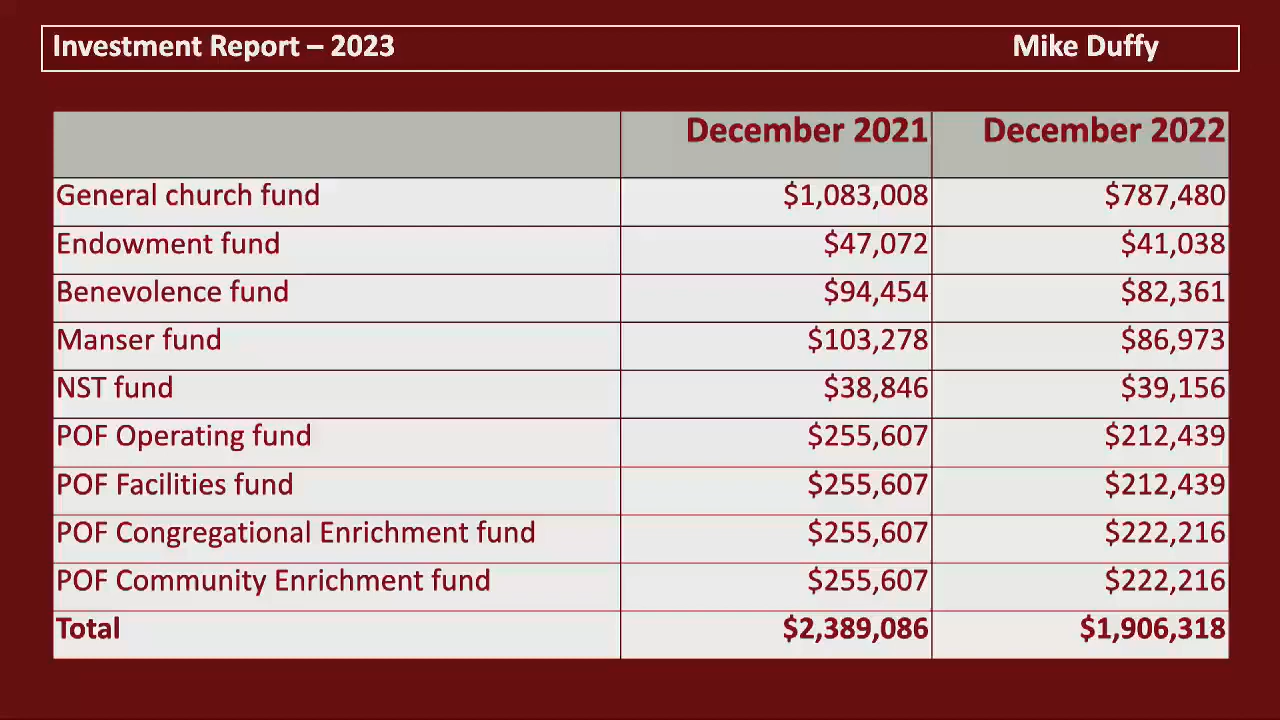 Investment Report – 2023 Mike Duffy
December 2021 December 2022
General church fund $1,083,008 $787,480
Endowment fund $47,072 $41,038
Benevolence fund $94,454 $82,361
Manser fund $103,278 $86,973
NST fund $38,846 $39,156
POF Operating fund $255,607 $212,439
POF Facilities fund $255,607 $212,439
POF Congregational Enrichment fund $255,607 $222,216
POF Community Enrichment fund $255,607 $222,216
Total $2,389,086 $1,906,318